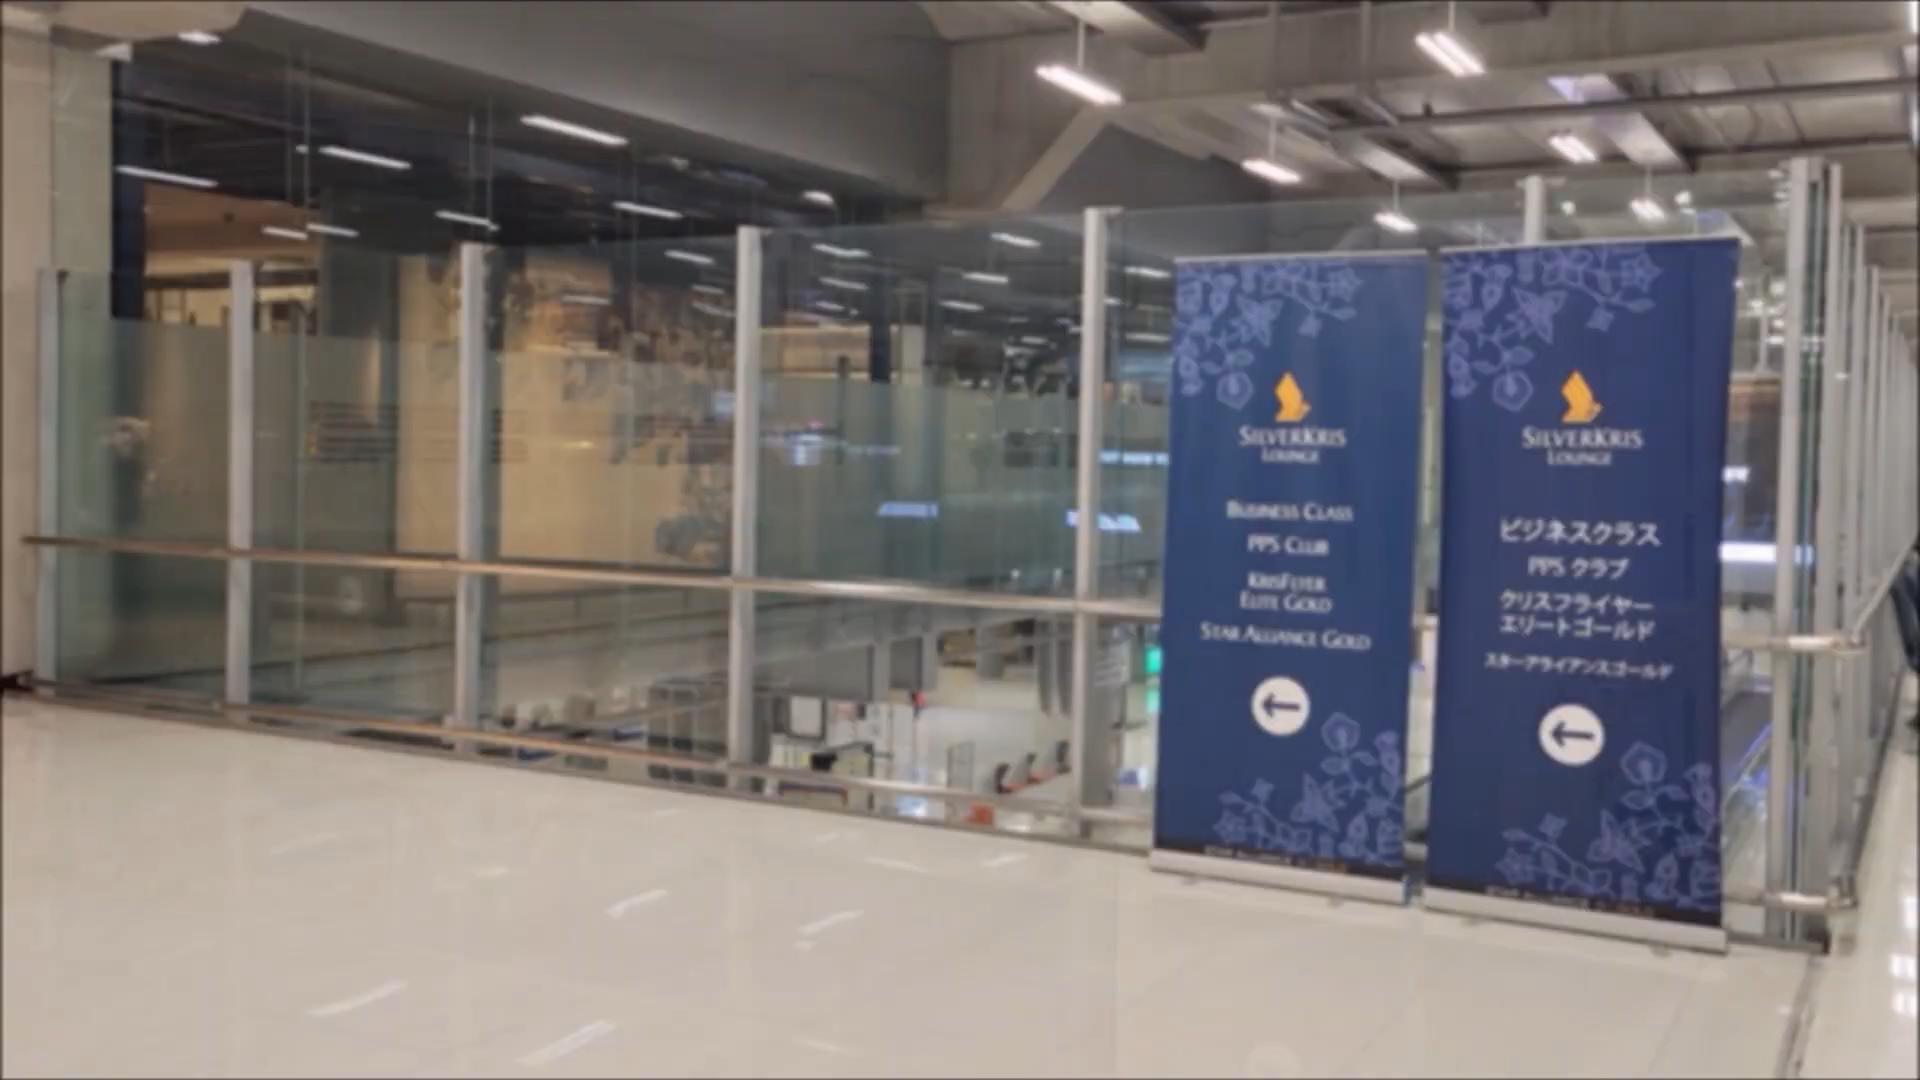 SILVERKRIS
LOUNGE
BUSINESS CLASS
PPS CLUB
KRISFLYER
ELITE GOLD
STAR ALLIANCE GOLD
SILVERKRIS
LOUNGE
ビジネスクラス
PPS クラブ
クリスフライヤー
エリートゴールド
スターアライアンスゴールド